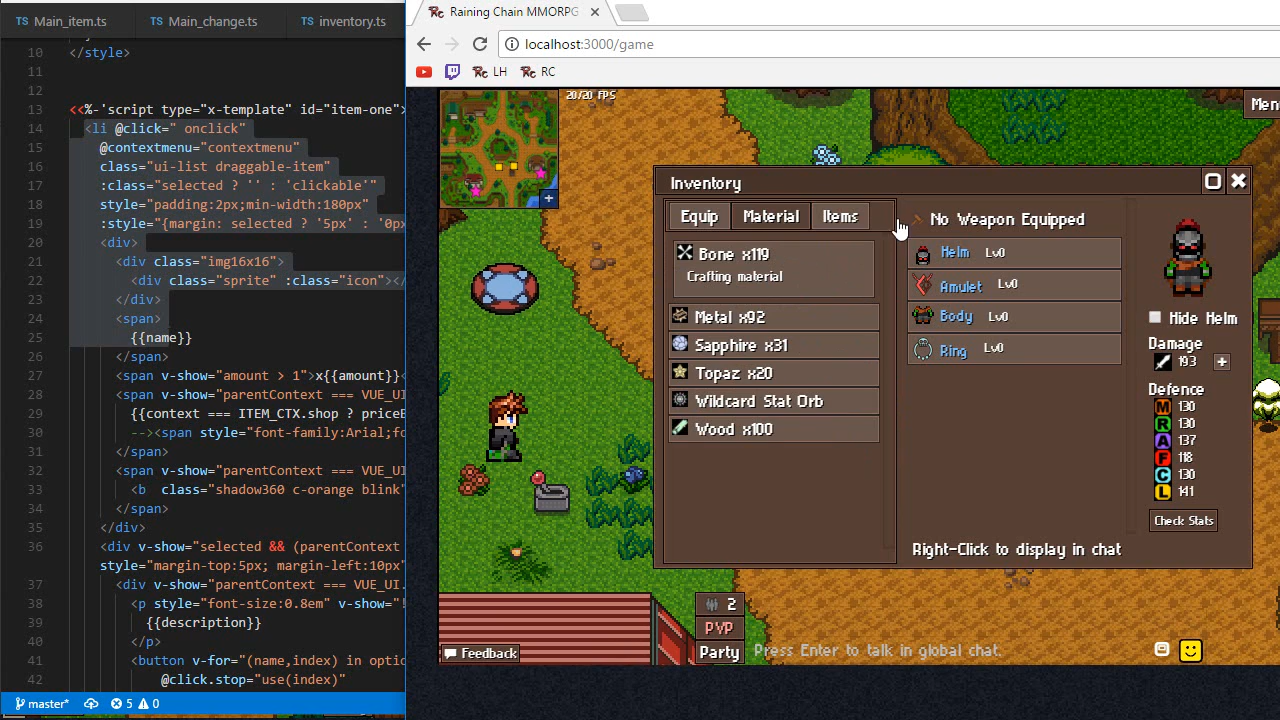 TS Main_item.ts TS Main_change.ts TS inventory.ts
10 </style>
11
12
13 <<%-'script type="x-template" id="item-one">
14 <li @click=" onclick"
15 @contextmenu="contextmenu"
16 class="ui-list draggable-item"
17 :class="selected ? '' : 'clickable'"
18 style="padding:2px;min-width:180px"
19 :style="{margin: selected ? '5px' : '0px
20 <div>
21 <div class="img16x16">
22 <div class="sprite" :class="icon"></
23 </div>
24 <span>
25 {{name}}
26 </span>
27 <span v-show="amount > 1">x{{amount}}<
28 <span v-show="parentContext === VUE_UI
29 {{context === ITEM_CTX.shop ? priceB
30 --><span style="font-family:Arial;fo
31 </span>
32 <span v-show="parentContext === VUE_UI
33 <b class="shadow360 c-orange blink"
34 </span>
35 </div>
36 <div v-show="selected && (parentContext
style="margin-top:5px; margin-left:10px"
37 <div v-show="parentContext === VUE_UI.
38 <p style="font-size:0.8em" v-show="!
39 {{description}}
40 </p>
41 <button v-for="(name,index) in optio
42 @click.stop="use(index)"
master* 5 0
Raining Chain MMORPG
localhost:3000/game
LH RC
20/20 FPS
Men
Inventory
Equip Material Items
Bone x119
Crafting material
Metal x92
Sapphire x31
Topaz x20
Wildcard Stat Orb
Wood x100
No Weapon Equipped
Helm Lv0
Amulet Lv0
Body Lv0
Ring Lv0
Right-Click to display in chat
Hide Helm
Damage
193 +
Defence
M 130
R 130
A 137
F 118
C 130
L 141
Check Stats
2
PVP
Party
Feedback
Press Enter to talk in global chat.